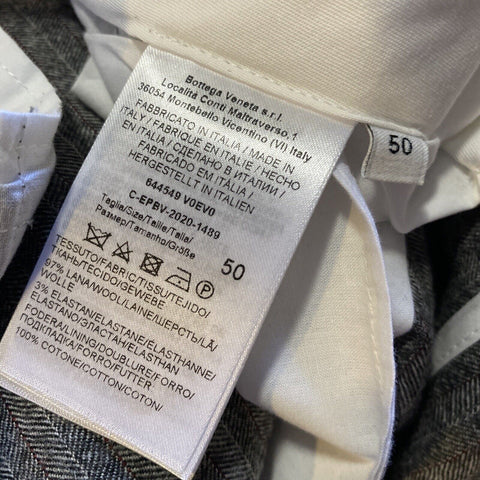 Bottega Veneta s.r.l.
Località Conti Maltraverso, 1
36054 Montebello Vicentino (VI) Italy
FABBRICATO IN ITALIA / MADE IN
ITALY / FABRIQUE EN ITALIE / HECHO
EN ITALIA / СДЕЛАНО В ИТАЛИИ /
FABRICADO EM ITÁLIA /
HERGESTELLT IN ITALIEN
644549 V0EV0
C-EPBV-2020-1489
Taglia/Size/Taille/Talla/
Размер/Tamanho/Größe
50
P
TESSUTO/FABRIC/TISSU/TEJIDO/
ТКАНЬ/TECIDO/GEWEBE
97% LANA/WOOL/LAINE/ШЕРСТЬ/LÃ/
3% ELASTAN/ELASTANE/ELASTHANNE/
ELASTANO/ЭЛАСТАН/ELASTHAN
FODERA/LINING/DOUBLURE/FORRO/
ПОДКЛАДКА/FORRO/FUTTER
100% COTONE/COTTON/COTON/
50